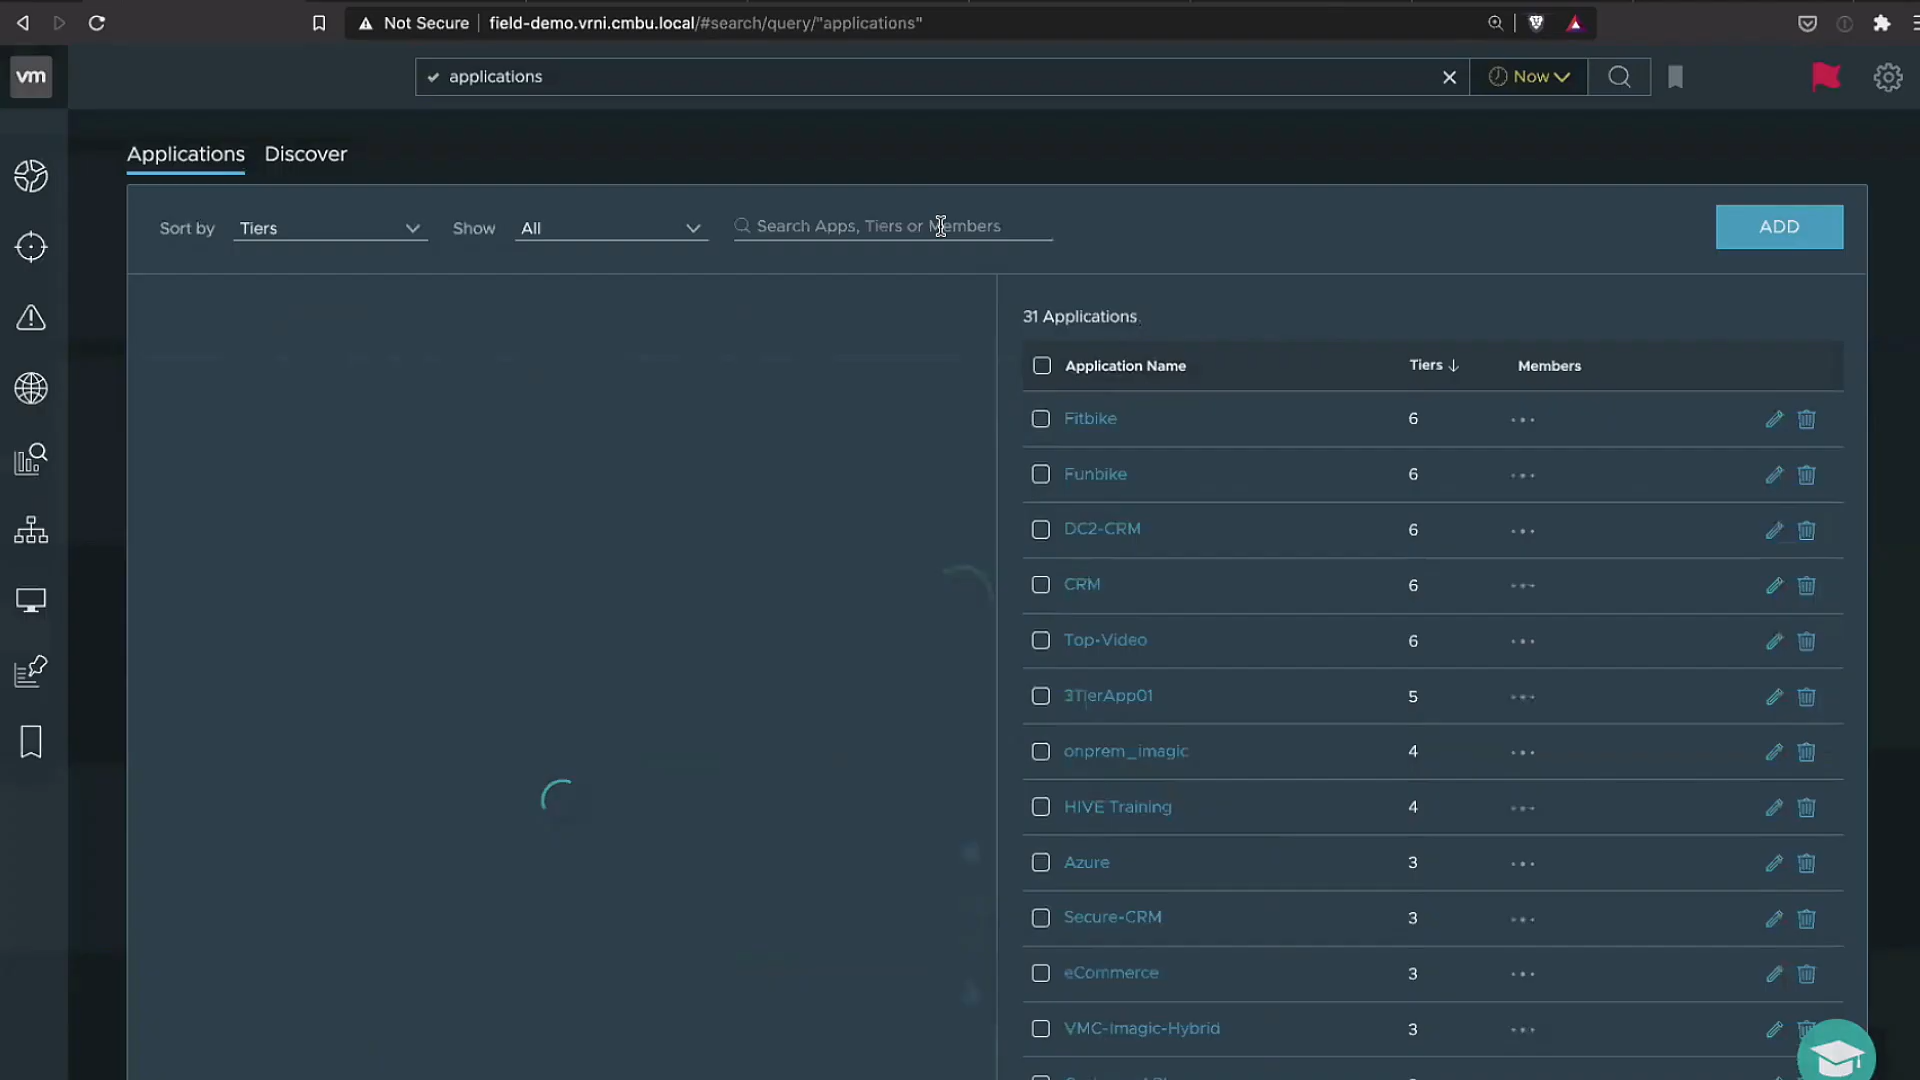 Not Secure field-demo.vrni.cmbu.local/#search/query/"applications"
vm
applications
Now
Applications Discover
Sort by Tiers Show All Search Apps, Tiers or Members ADD
31 Applications
Application Name Tiers Members
Fitbike 6
Funbike 6
DC2-CRM 6
CRM 6
Top-Video 6
3TierApp01 5
onprem_imagic 4
HIVE Training 4
Azure 3
Secure-CRM 3
eCommerce 3
VMC-Imagic-Hybrid 3